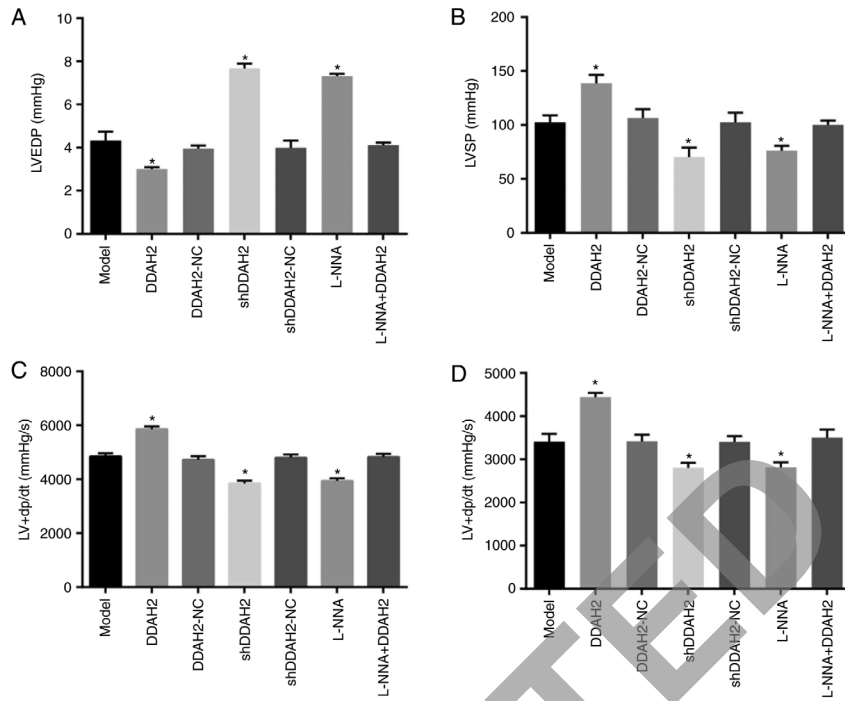 A
LVEDP (mmHg)
10
8
6
4
2
0
*
*
*
Model
DDAH2
DDAH2-NC
shDDAH2
shDDAH2-NC
L-NNA
L-NNA+DDAH2
B
LVSP (mmHg)
200
150
100
50
0
*
*
*
Model
DDAH2
DDAH2-NC
shDDAH2
shDDAH2-NC
L-NNA
L-NNA+DDAH2
C
LV+dp/dt (mmHg/s)
8000
6000
4000
2000
0
*
*
*
Model
DDAH2
DDAH2-NC
shDDAH2
shDDAH2-NC
L-NNA
L-NNA+DDAH2
D
LV+dp/dt (mmHg/s)
5000
4000
3000
2000
1000
0
*
*
*
Model
DDAH2
DDAH2-NC
shDDAH2
shDDAH2-NC
L-NNA
L-NNA+DDAH2
TED